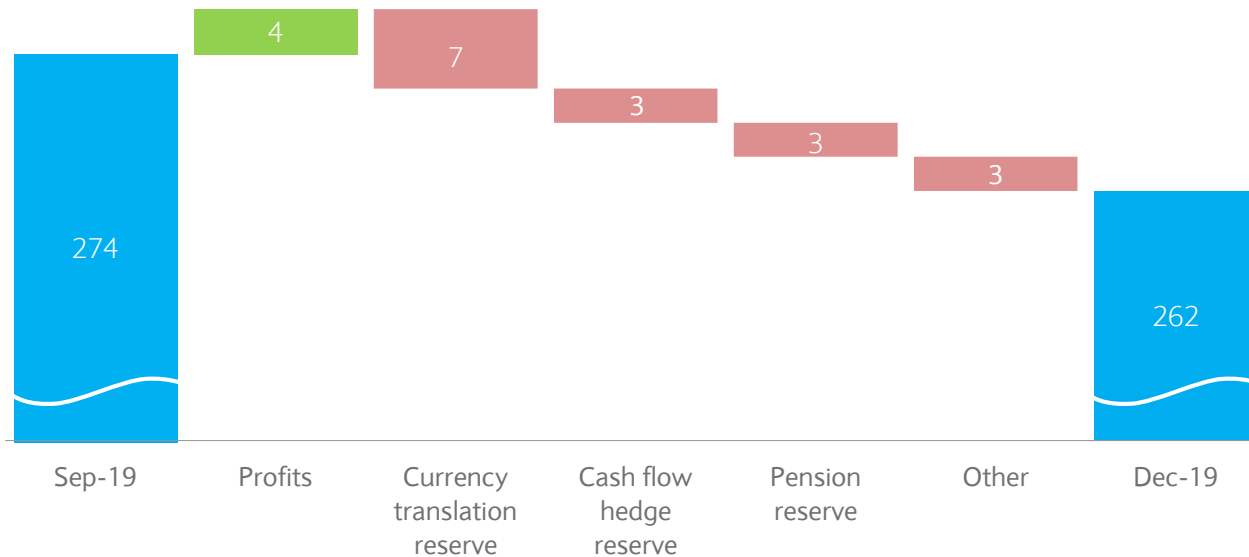 4
7
3
3
3
274
262
Sep-19
Profits
Currency
translation
reserve
Cash flow
hedge
reserve
Pension
reserve
Other
Dec-19